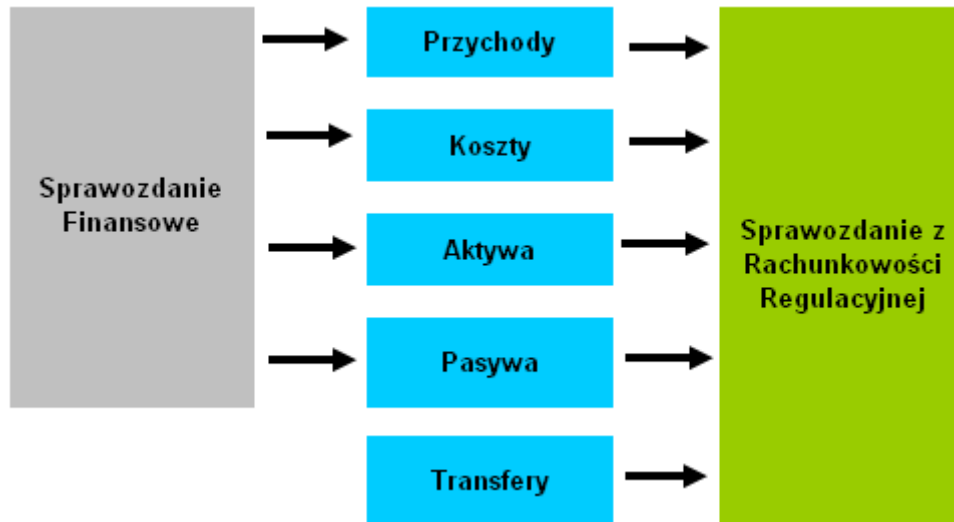 Sprawozdanie
Finansowe
Przychody
Koszty
Aktywa
Pasywa
Transfery
Sprawozdanie z
Rachunkowości
Regulacyjnej